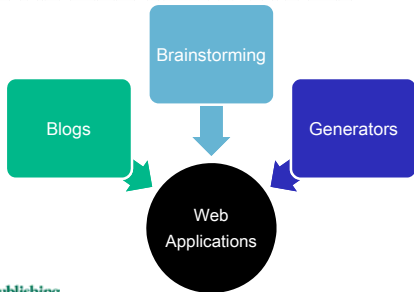 Brainstorming
Blogs
Generators
Web
Applications